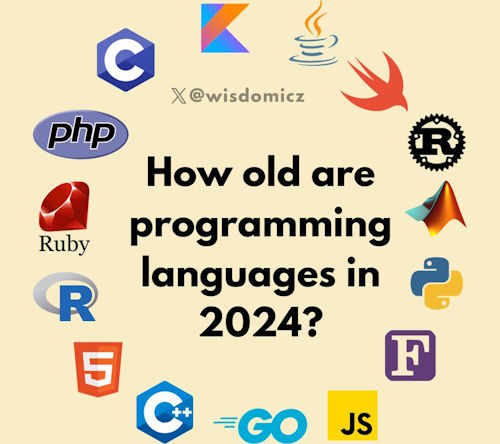 C
@wisdomicz
php
R
How old are
programming
languages in
2024?
Ruby
R
F
5
C++
GO
JS